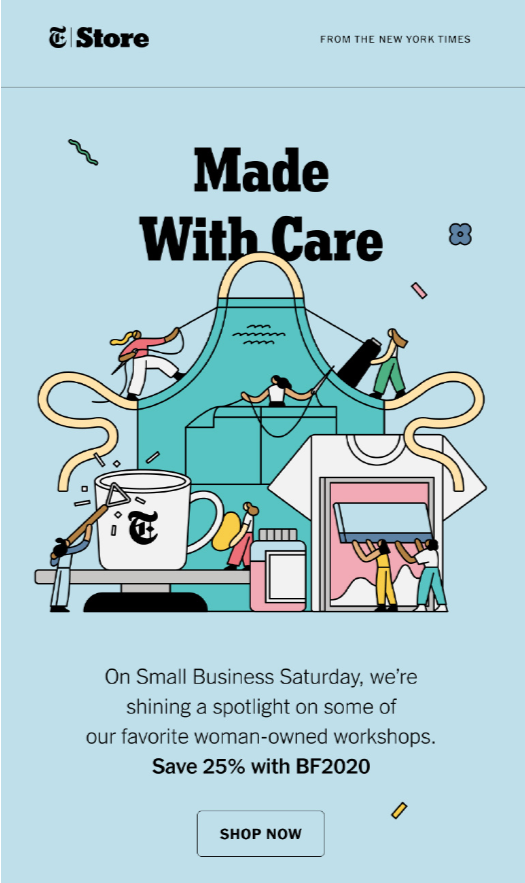 T Store
FROM THE NEW YORK TIMES
Made
With Care
T
On Small Business Saturday, we're
shining a spotlight on some of
our favorite woman-owned workshops.
Save 25% with BF2020
SHOP NOW